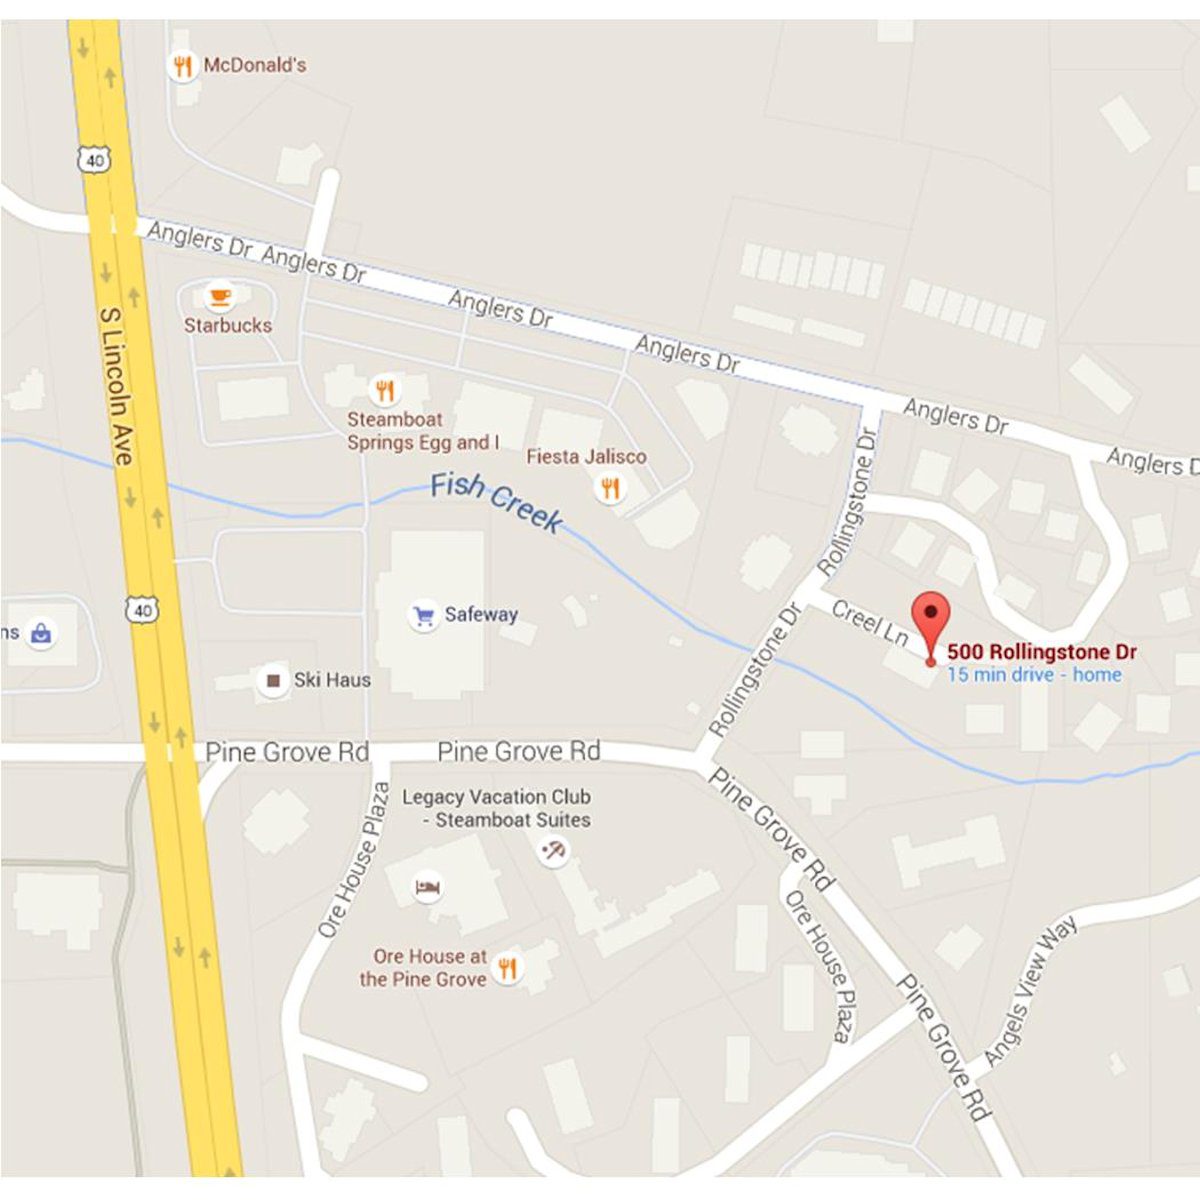 McDonald's
40
Anglers Dr
Anglers Dr
Anglers Dr
Anglers Dr
Anglers Dr
Anglers D
Starbucks
S Lincoln Ave
Steamboat
Springs Egg and I
Fiesta Jalisco
Fish Creek
Rollingstone Dr
40
Safeway
Creel Ln
Rollingstone Dr
500 Rollingstone Dr
15 min drive - home
ns
Ski Haus
Pine Grove Rd
Pine Grove Rd
Pine Grove Rd
Legacy Vacation Club
- Steamboat Suites
Ore House Plaza
Ore House at
the Pine Grove
Ore House Plaza
Angels View Way
Pine Grove Rd